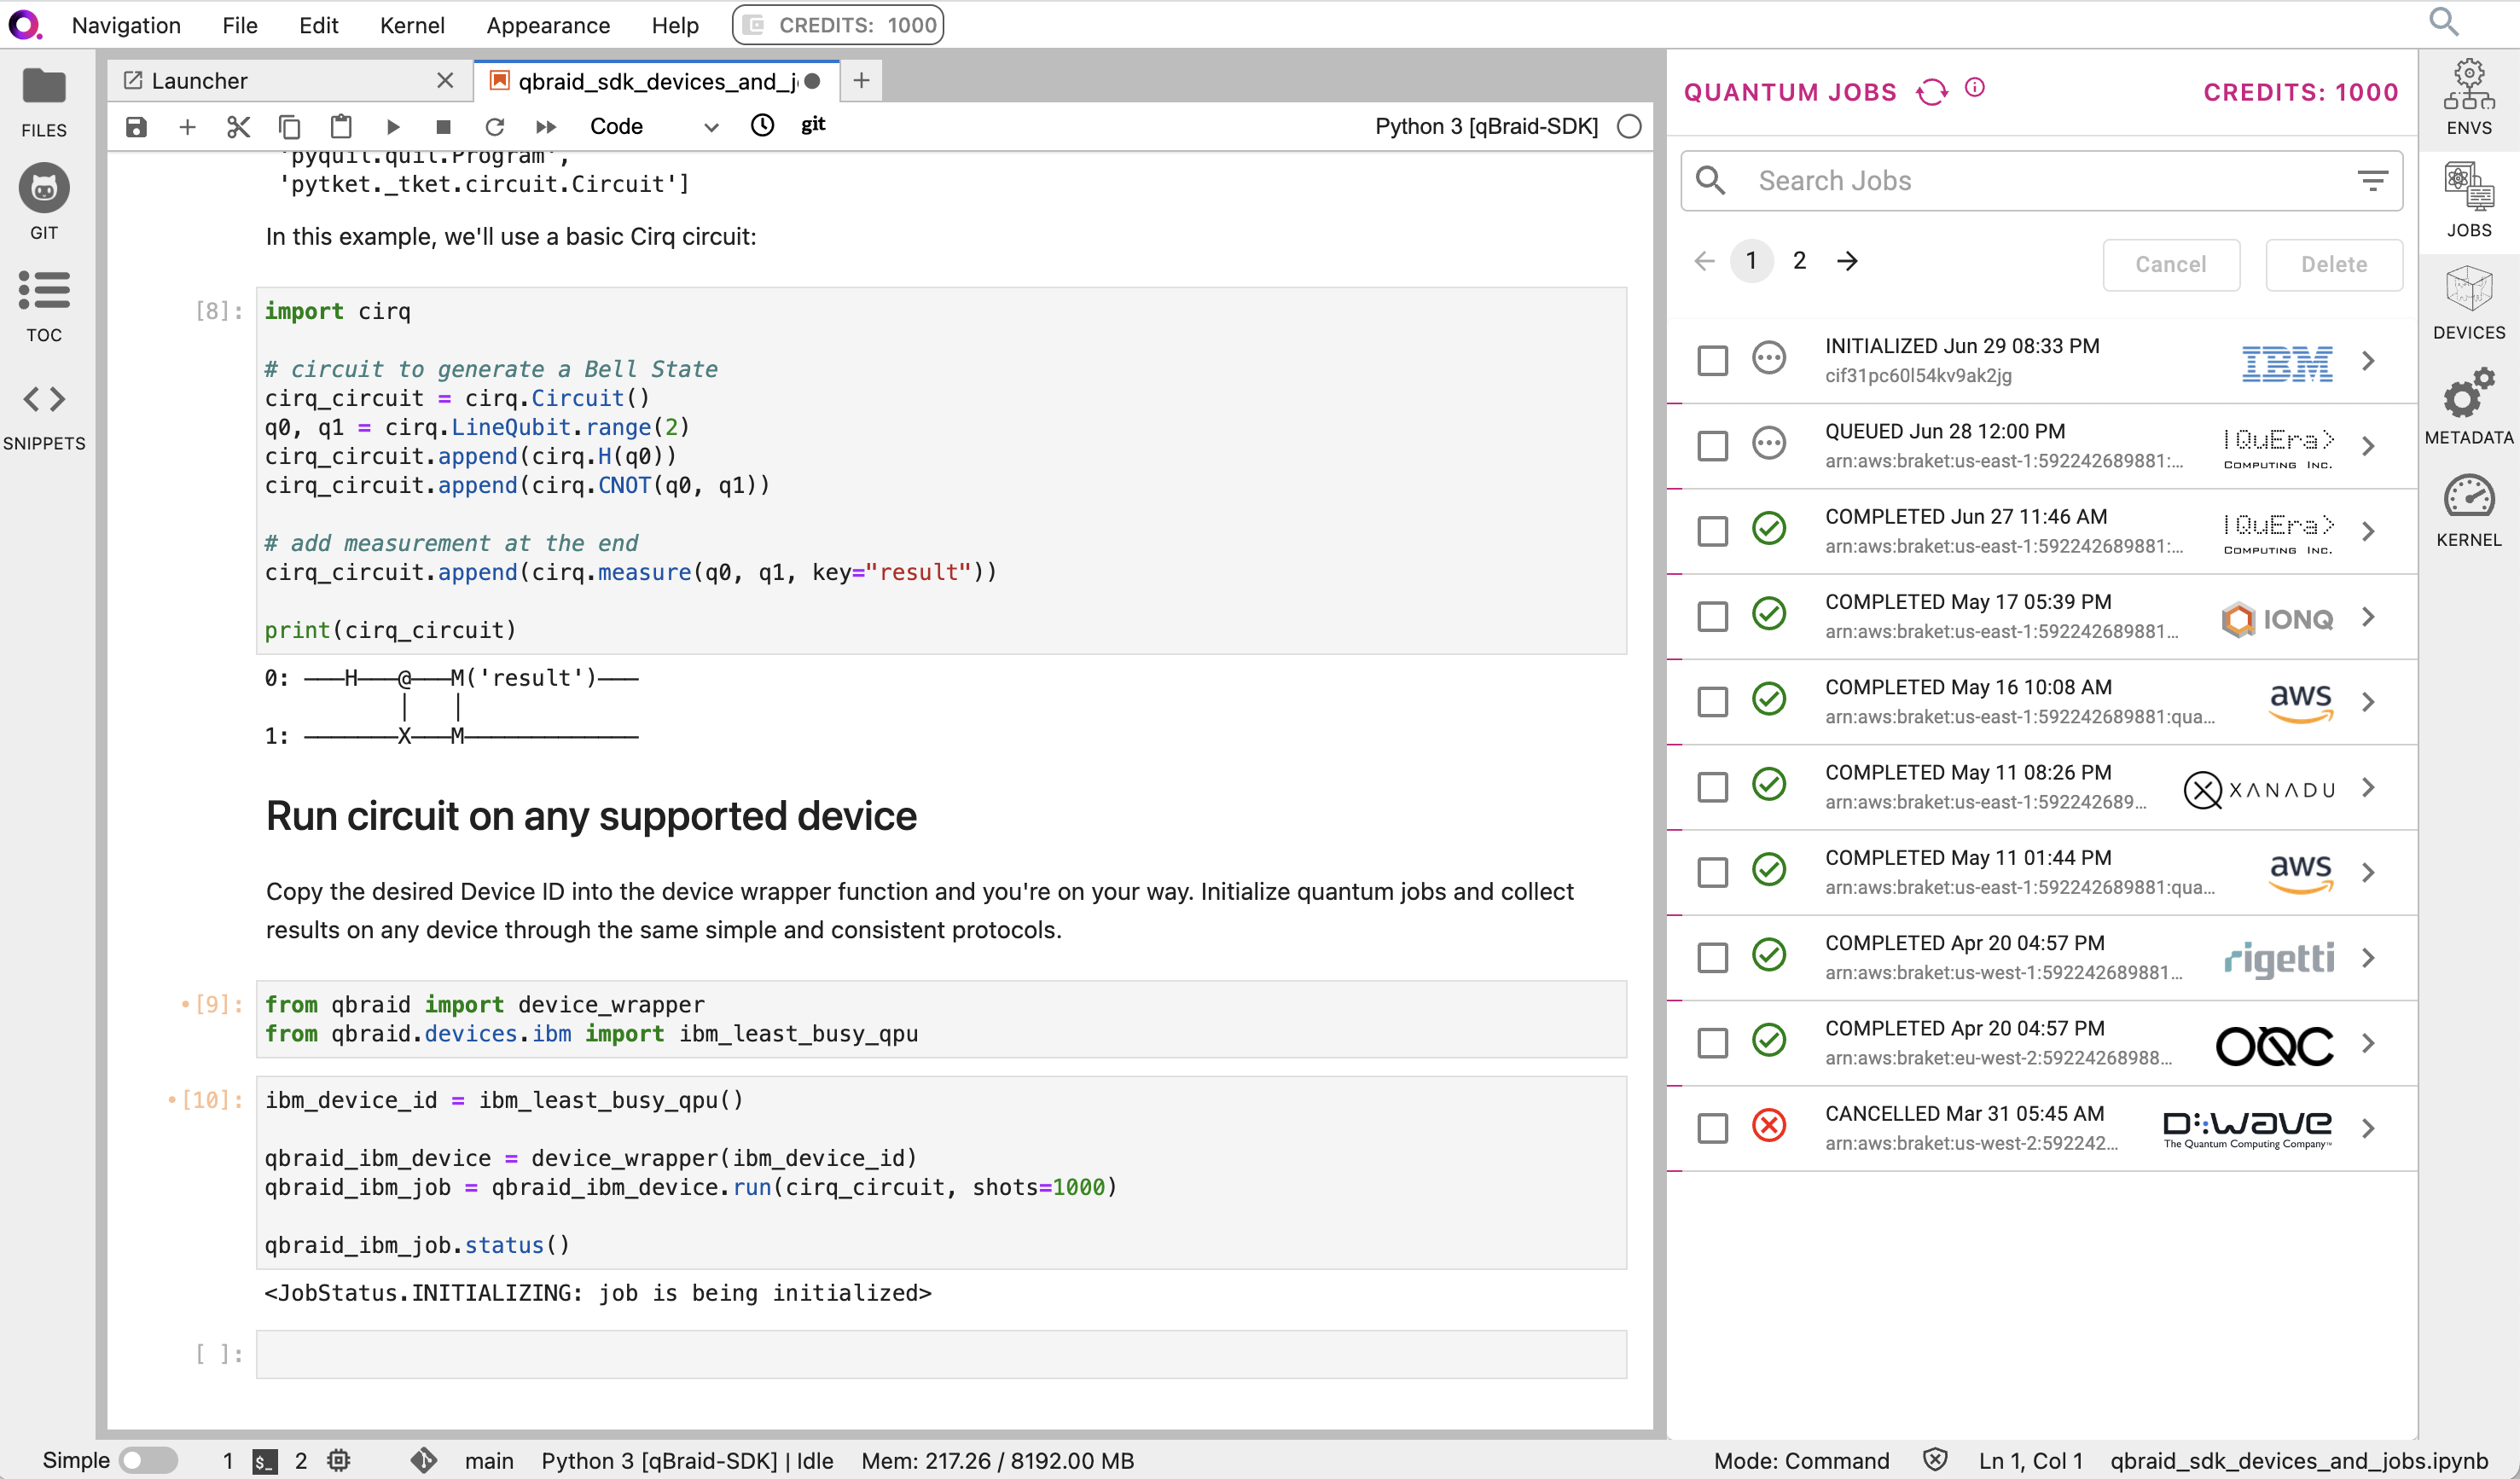 Navigation File Edit Kernel Appearance Help CREDITS: 1000
FILES
GIT
TOC
SNIPPETS
Launcher
qbraid_sdk_devices_and_j
Code
git
Python 3 [qBraid-SDK]
'pyquil.quil.Program',
'pytket._tket.circuit.Circuit']
In this example, we'll use a basic Cirq circuit:
[8]:
import cirq
# circuit to generate a Bell State
cirq_circuit = cirq.Circuit()
q0, q1 = cirq.LineQubit.range(2)
cirq_circuit.append(cirq.H(q0))
cirq_circuit.append(cirq.CNOT(q0, q1))
# add measurement at the end
cirq_circuit.append(cirq.measure(q0, q1, key="result"))
print(cirq_circuit)
0: ───H───@───M('result')───
│   │
1: ───────X───M─────────────
Run circuit on any supported device
Copy the desired Device ID into the device wrapper function and you're on your way. Initialize quantum jobs and collect
results on any device through the same simple and consistent protocols.
•[9]:
from qbraid import device_wrapper
from qbraid.devices.ibm import ibm_least_busy_qpu
•[10]:
ibm_device_id = ibm_least_busy_qpu()
qbraid_ibm_device = device_wrapper(ibm_device_id)
qbraid_ibm_job = qbraid_ibm_device.run(cirq_circuit, shots=1000)
qbraid_ibm_job.status()
<JobStatus.INITIALIZING: job is being initialized>
[ ]:
QUANTUM JOBS
CREDITS: 1000
Search Jobs
1 2
Cancel
Delete
INITIALIZED Jun 29 08:33 PM
cif31pc60l54kv9ak2jg
IBM
QUEUED Jun 28 12:00 PM
arn:aws:braket:us-east-1:592242689881:...
|QuEra>
COMPUTING INC.
COMPLETED Jun 27 11:46 AM
arn:aws:braket:us-east-1:592242689881:...
|QuEra>
COMPUTING INC.
COMPLETED May 17 05:39 PM
arn:aws:braket:us-east-1:592242689881...
IONQ
COMPLETED May 16 10:08 AM
arn:aws:braket:us-east-1:592242689881:qua...
aws
COMPLETED May 11 08:26 PM
arn:aws:braket:us-east-1:592242689...
XANADU
COMPLETED May 11 01:44 PM
arn:aws:braket:us-east-1:592242689881:qua...
aws
COMPLETED Apr 20 04:57 PM
arn:aws:braket:us-west-1:592242689881...
rigetti
COMPLETED Apr 20 04:57 PM
arn:aws:braket:eu-west-2:59224268988...
OQC
CANCELLED Mar 31 05:45 AM
arn:aws:braket:us-west-2:592242...
D:wave
The Quantum Computing Company™
ENVS
JOBS
DEVICES
METADATA
KERNEL
Simple 1 $_ 2 main Python 3 [qBraid-SDK] | Idle Mem: 217.26 / 8192.00 MB
Mode: Command Ln 1, Col 1 qbraid_sdk_devices_and_jobs.ipynb